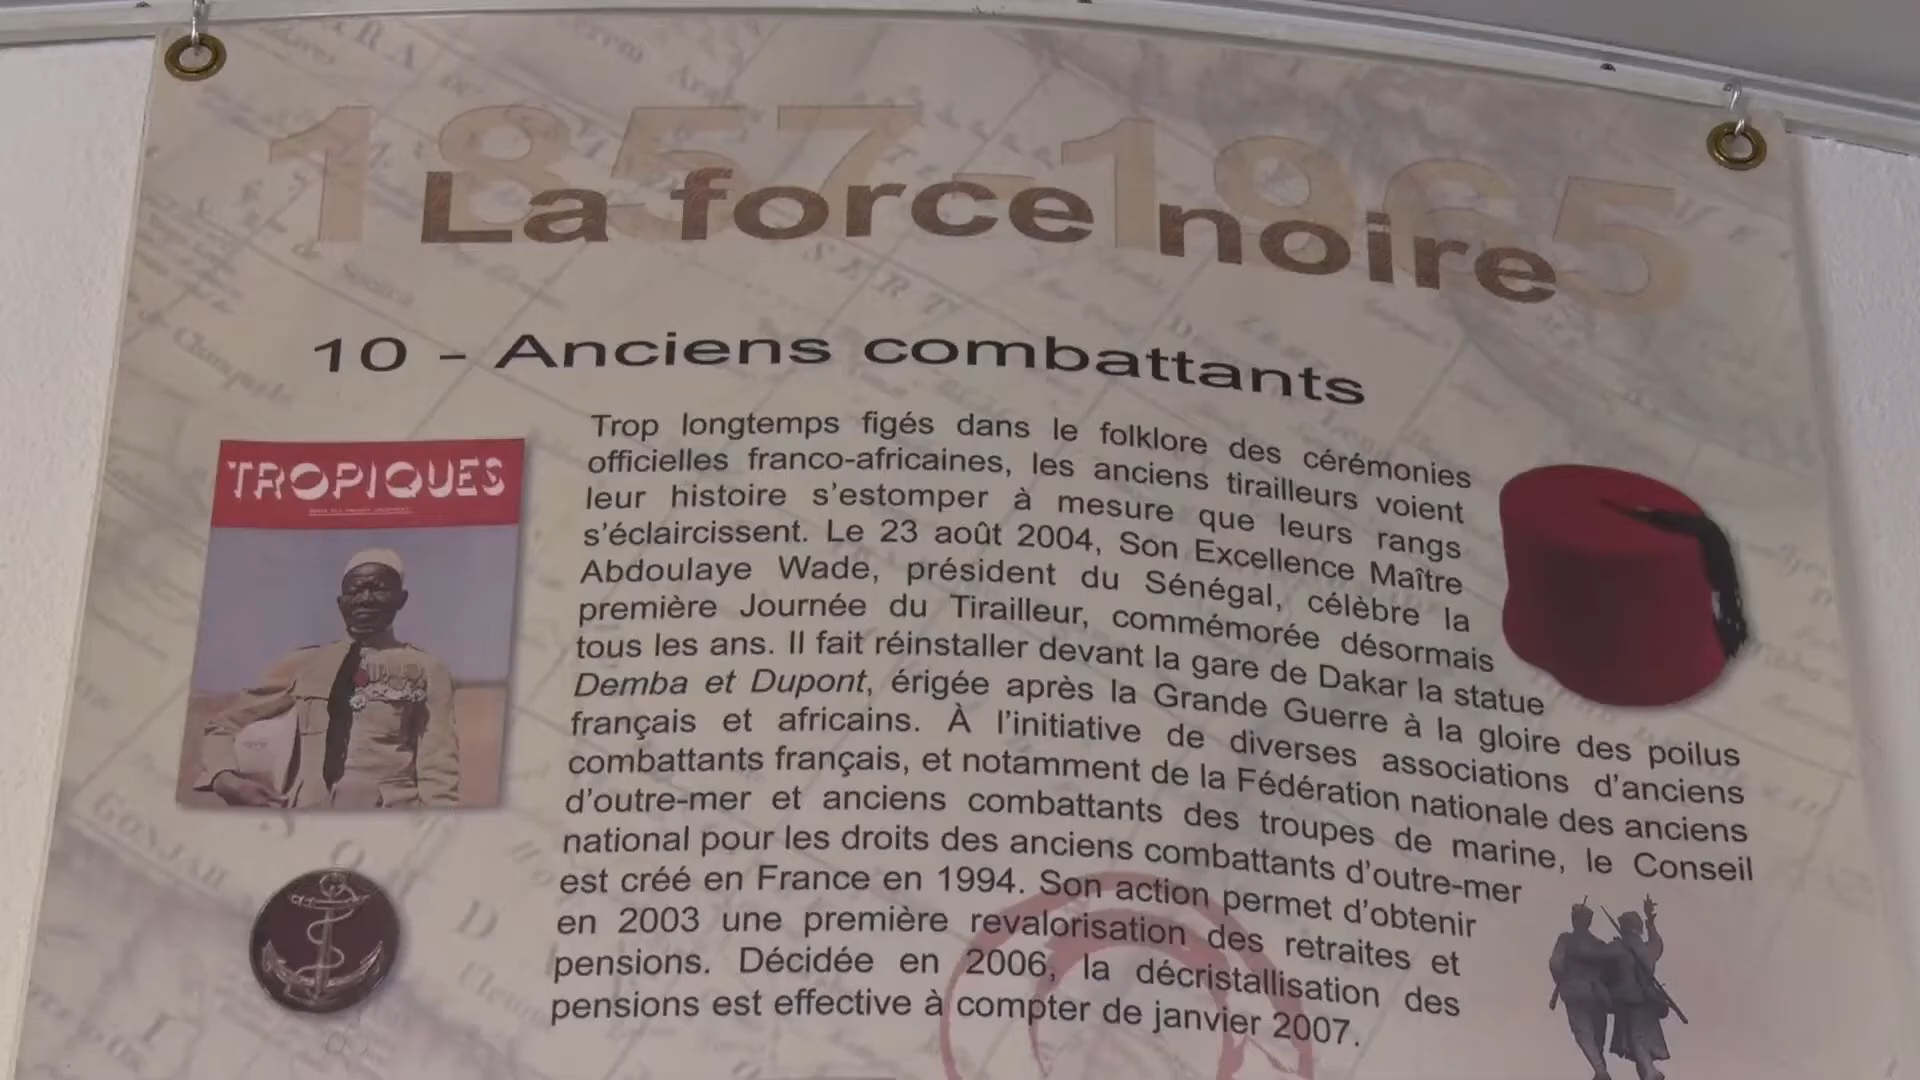 1857 - 1965
La force noire
10 - Anciens combattants
TROPIQUES
Trop longtemps figés dans le folklore des cérémonies
officielles franco-africaines, les anciens tirailleurs voient
leur histoire s'estomper à mesure que leurs rangs
s'éclaircissent. Le 23 août 2004, Son Excellence Maître
Abdoulaye Wade, président du Sénégal, célèbre la
première Journée du Tirailleur, commémorée désormais
tous les ans. Il fait réinstaller devant la gare de Dakar la statue
Demba et Dupont, érigée après la Grande Guerre à la gloire des poilus
français et africains. À l'initiative de diverses associations d'anciens
combattants français, et notamment de la Fédération nationale des anciens
d'outre-mer et anciens combattants des troupes de marine, le Conseil
national pour les droits des anciens combattants d'outre-mer
est créé en France en 1994. Son action permet d'obtenir
en 2003 une première revalorisation des retraites et
pensions. Décidée en 2006, la décristallisation des
pensions est effective à compter de janvier 2007.
GONJAH